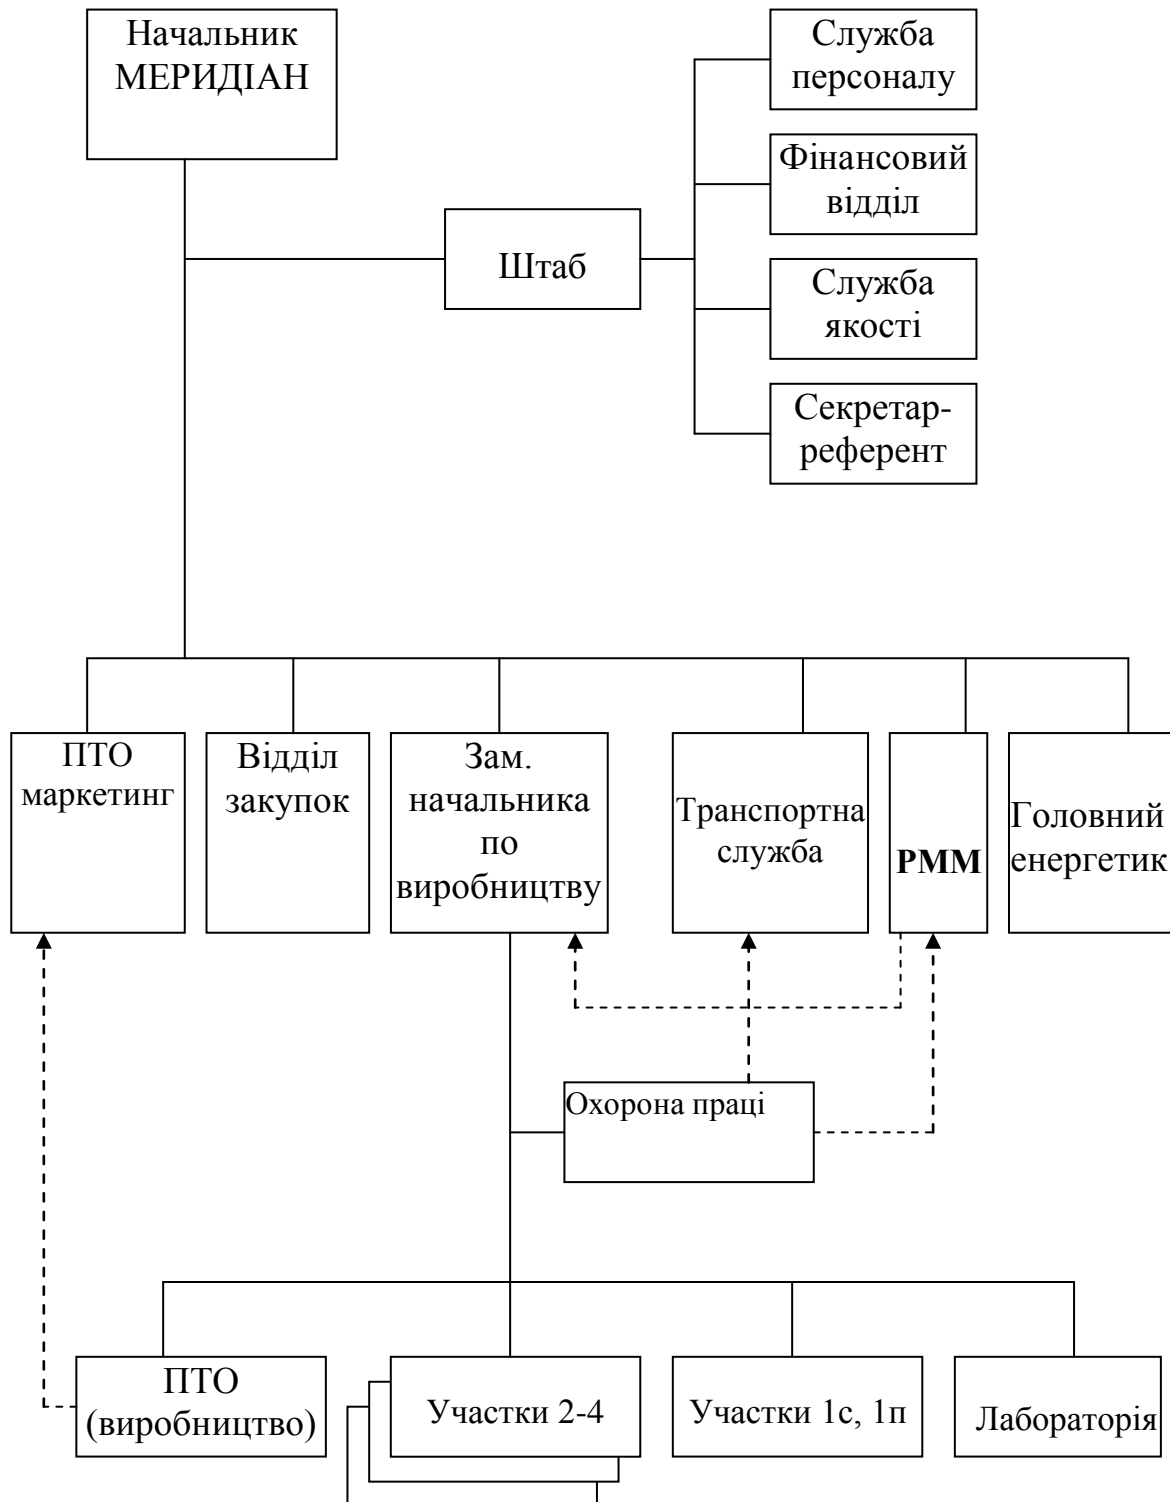 Начальник
МЕРИДІАН
Служба
персоналу
Фінансовий
відділ
Штаб
Служба
якості
Секретар-
референт
ПТО
маркетинг
Відділ
закупок
Зам.
начальника
по
виробництву
Транспортна
служба
РММ
Головний
енергетик
Охорона праці
ПТО
(виробництво)
Участки 2-4
Участки 1с, 1п
Лабораторія